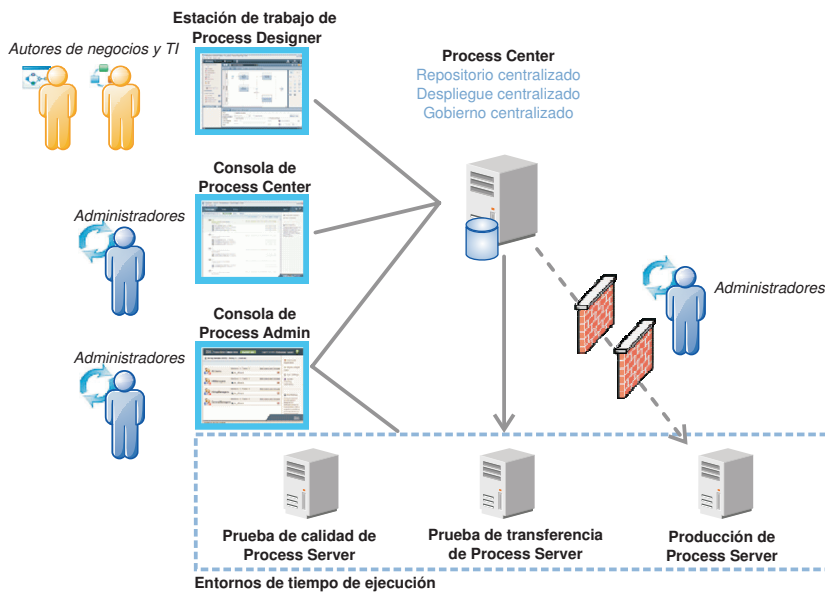 Estación de trabajo de
Process Designer
Autores de negocios y TI
Process Center
Repositorio centralizado
Despliegue centralizado
Gobierno centralizado
Consola de
Process Center
Administradores
Administradores
Consola de
Process Admin
Administradores
Prueba de calidad de
Process Server
Prueba de transferencia
de Process Server
Producción de
Process Server
Entornos de tiempo de ejecución